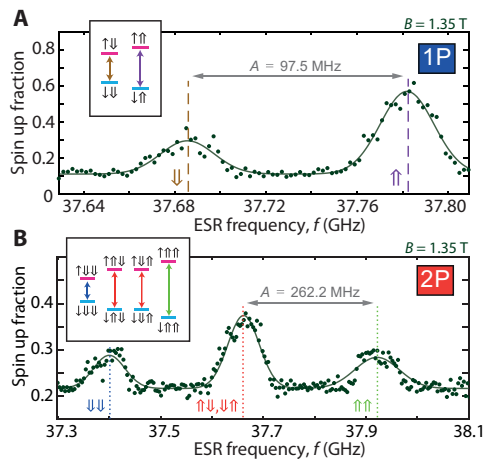 A
B = 1.35 T
1P
A = 97.5 MHz
↑⇓ ↑⇑
↓⇓ ↓⇑
Spin up fraction
0.8
0.6
0.4
0.2
0
⇓ ⇑
37.64 37.68 37.72 37.76 37.80
ESR frequency, f (GHz)
B
B = 1.35 T
2P
A = 262.2 MHz
↑⇓⇓ ↑⇑⇓ ↑⇓⇑ ↑⇑⇑
↓⇓⇓ ↓⇑⇓ ↓⇓⇑ ↓⇑⇑
Spin up fraction
0.4
0.3
0.2
⇓⇓ ⇑⇓,⇓⇑ ⇑⇑
37.3 37.5 37.7 37.9 38.1
ESR frequency, f (GHz)